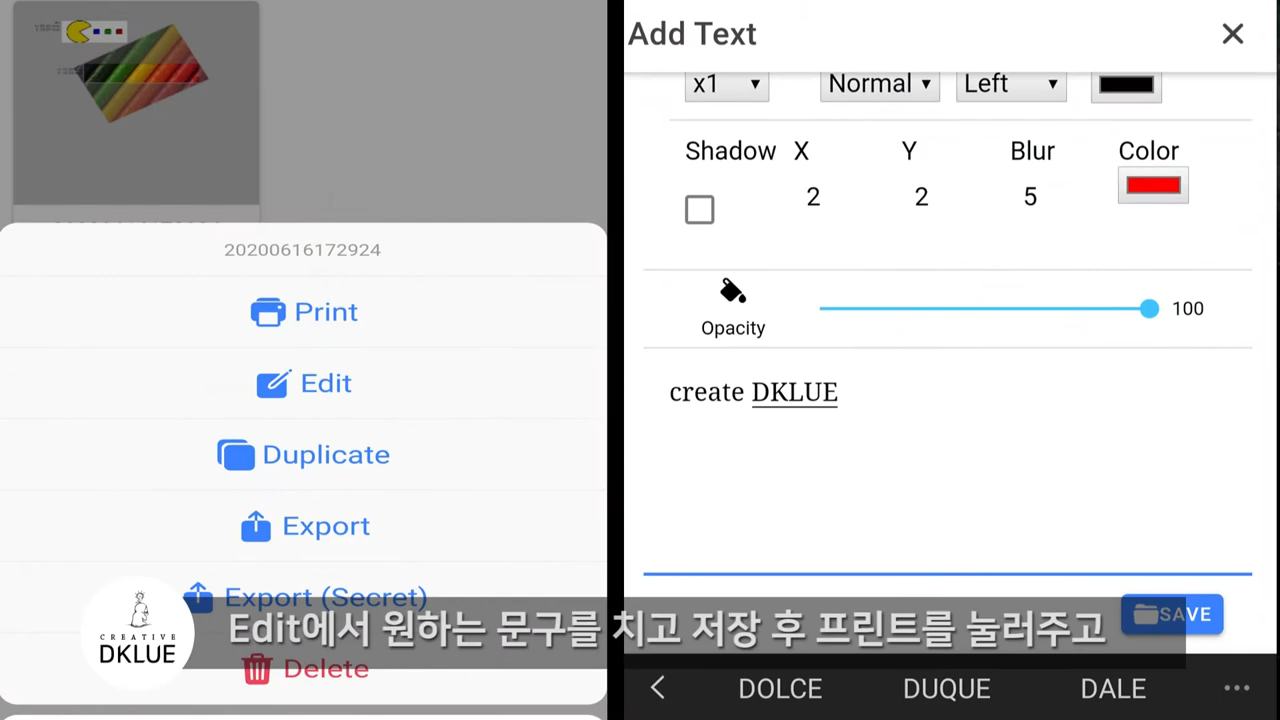 20200616172924
Print
Edit
Duplicate
Export
Export (Secret)
Delete
Add Text
x1
Normal
Left
Shadow
X
Y
Blur
Color
2
2
5
Opacity
100
create DKLUE
SAVE
DOLCE
DUQUE
DALE
CREATIVE
DKLUE
Edit에서 원하는 문구를 치고 저장 후 프린트를 눌러주고